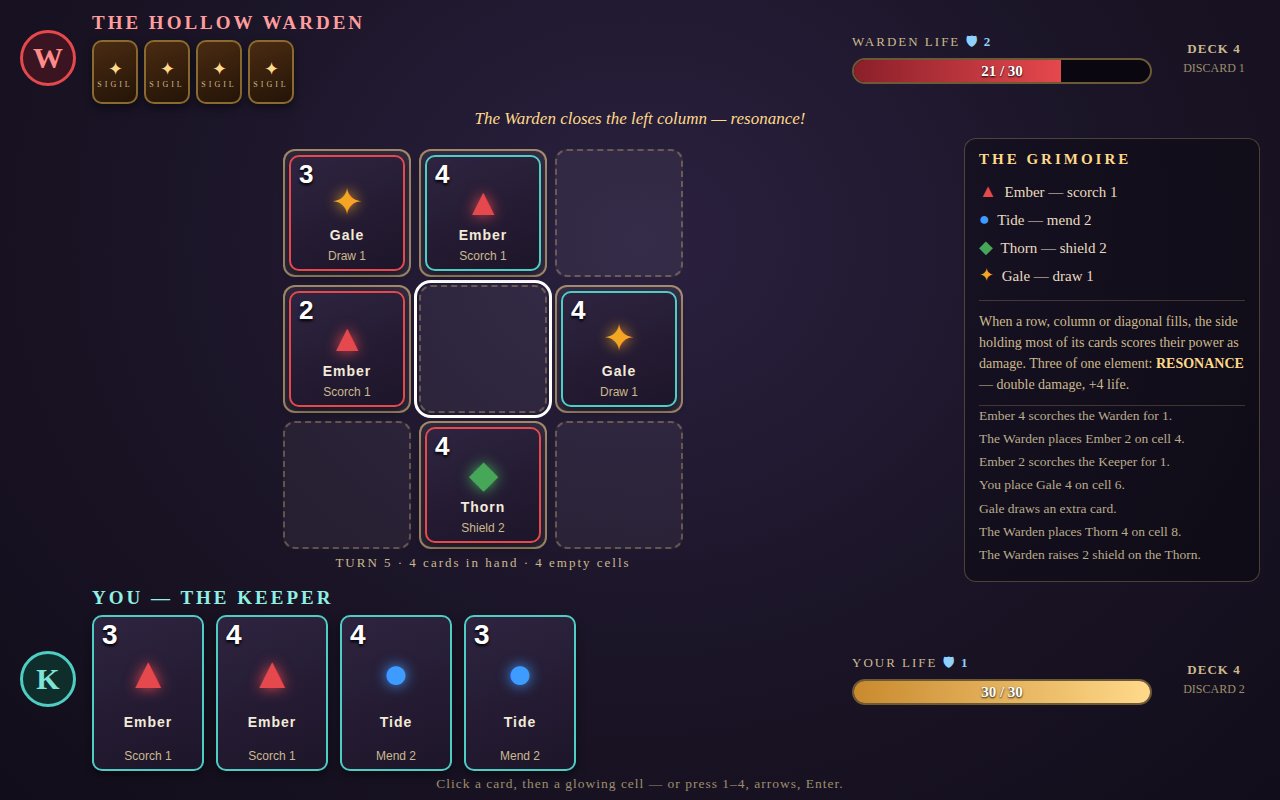 THE HOLLOW WARDEN
W
SIGIL SIGIL SIGIL SIGIL
WARDEN LIFE 2
21 / 30
DECK 4
DISCARD 1
The Warden closes the left column — resonance!
3
Gale
Draw 1
4
Ember
Scorch 1
2
Ember
Scorch 1
4
Gale
Draw 1
4
Thorn
Shield 2
TURN 5 · 4 cards in hand · 4 empty cells
THE GRIMOIRE
Ember — scorch 1
Tide — mend 2
Thorn — shield 2
Gale — draw 1
When a row, column or diagonal fills, the side
holding most of its cards scores their power as
damage. Three of one element: RESONANCE
— double damage, +4 life.
Ember 4 scorches the Warden for 1.
The Warden places Ember 2 on cell 4.
Ember 2 scorches the Keeper for 1.
You place Gale 4 on cell 6.
Gale draws an extra card.
The Warden places Thorn 4 on cell 8.
The Warden raises 2 shield on the Thorn.
YOU — THE KEEPER
K
3
Ember
Scorch 1
4
Ember
Scorch 1
4
Tide
Mend 2
3
Tide
Mend 2
YOUR LIFE 1
30 / 30
DECK 4
DISCARD 2
Click a card, then a glowing cell — or press 1–4, arrows, Enter.